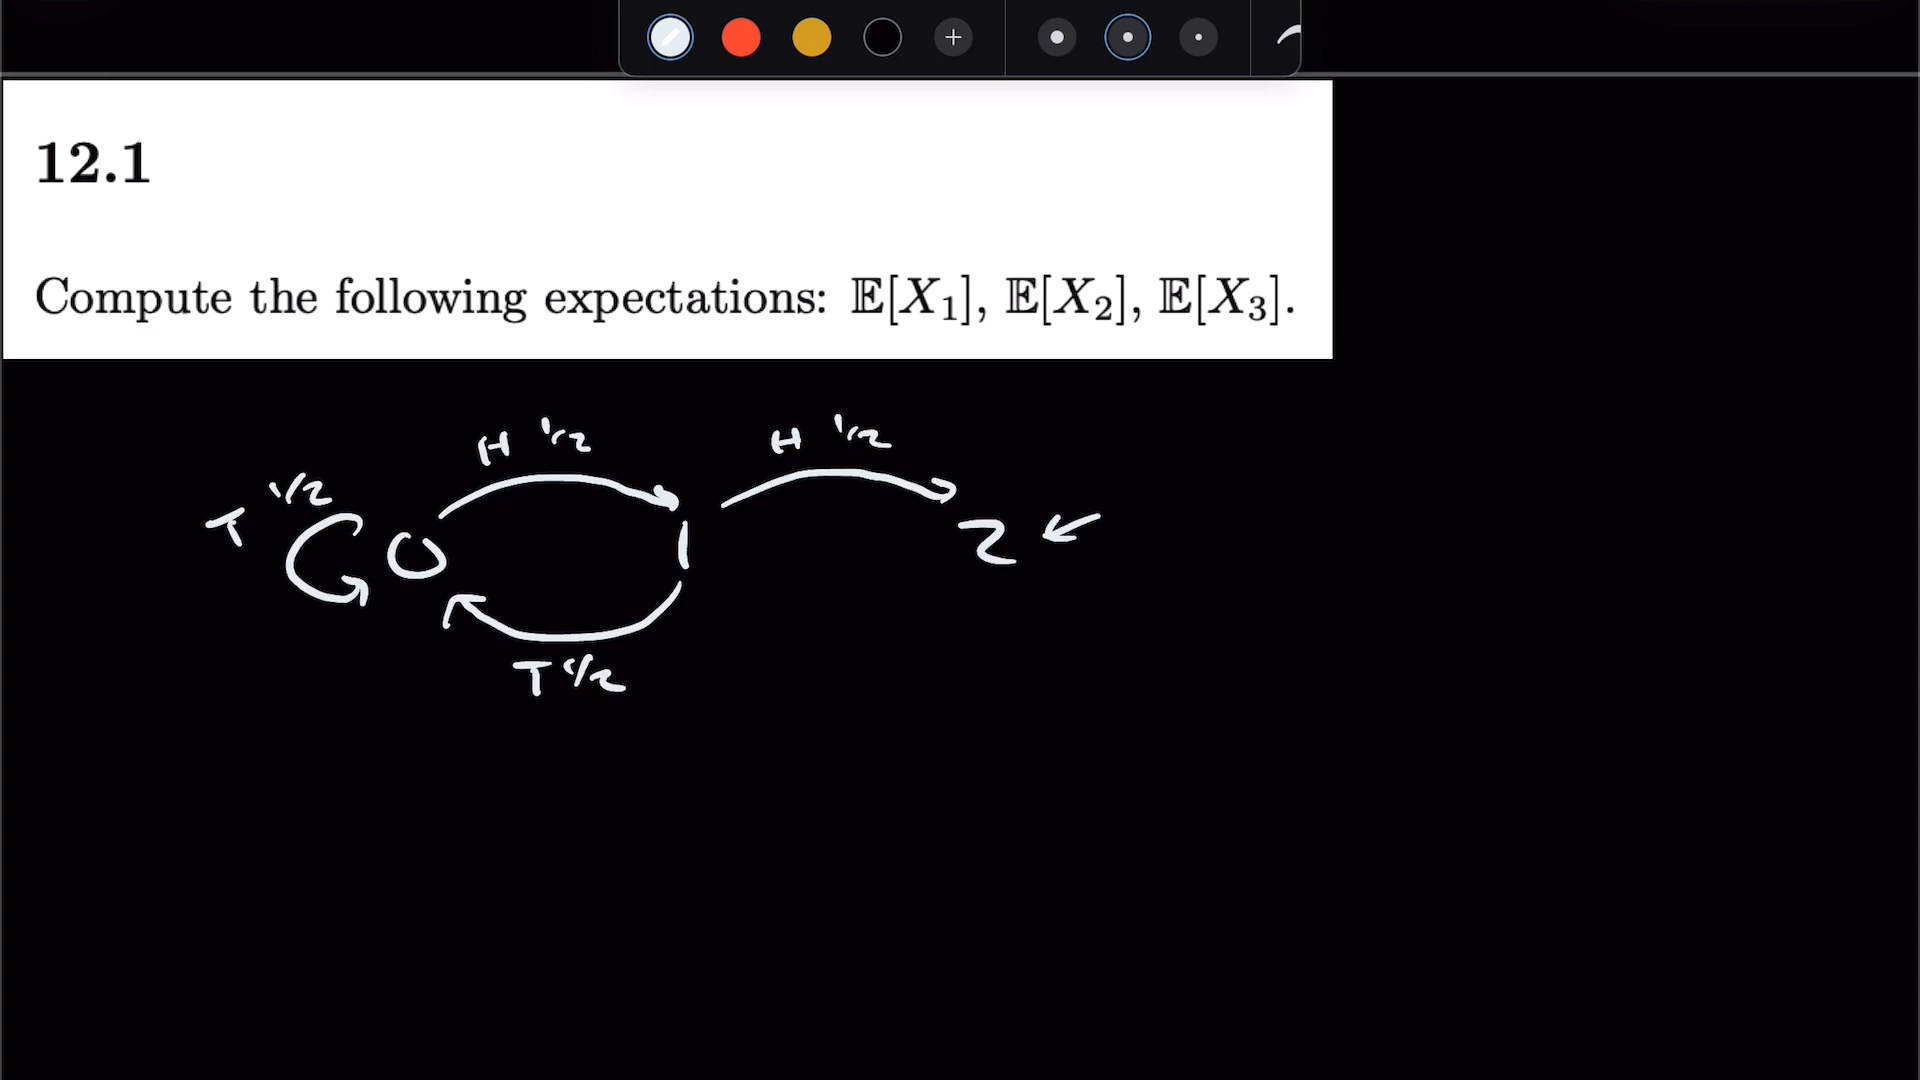 12.1
Compute the following expectations: 𝔼[X₁], 𝔼[X₂], 𝔼[X₃].
H 1/2 H 1/2
T 1/2
0 1 2
T 1/2